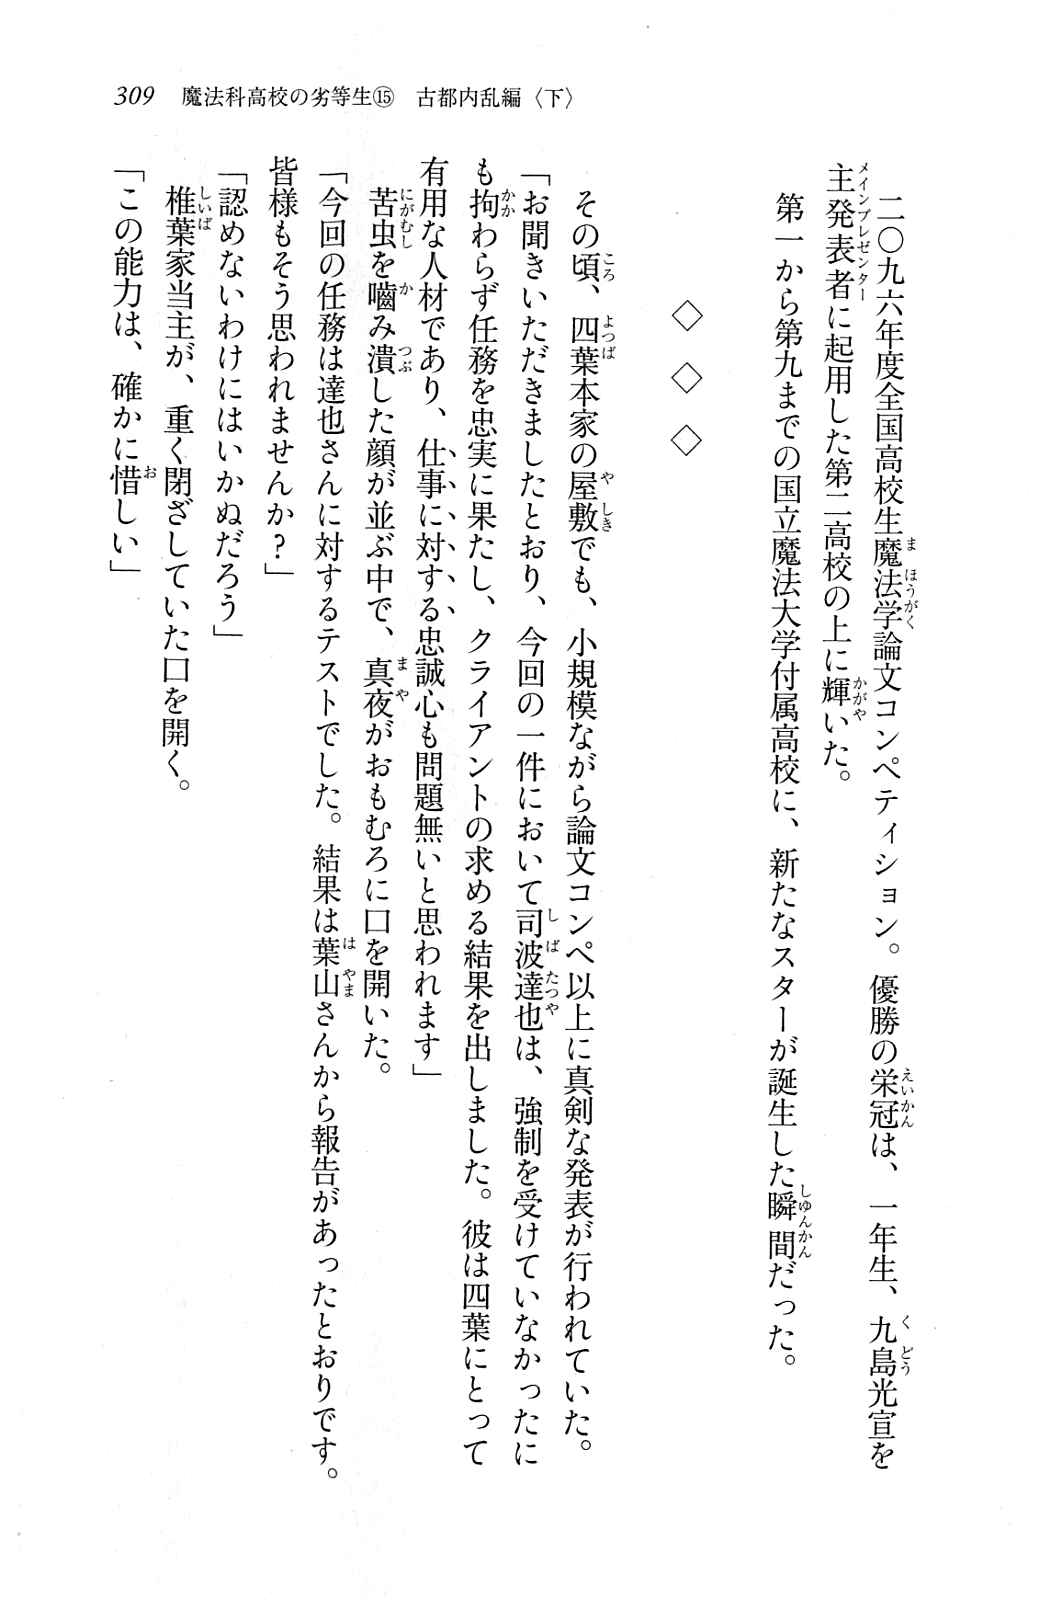 309 魔法科高校の劣等生⑮ 古都内乱編〈下〉
二〇九六年度全国高校生魔法学論文コンペティション。優勝の栄冠は、一年生、九島光宣を
主発表者に起用した第二高校の上に輝いた。
第一から第九までの国立魔法大学付属高校に、新たなスターが誕生した瞬間だった。
◇ ◇ ◇
その頃、四葉本家の屋敷でも、小規模ながら論文コンペ以上に真剣な発表が行われていた。
「お聞きいただきましたとおり、今回の一件において司波達也は、強制を受けていなかったに
も拘わらず任務を忠実に果たし、クライアントの求める結果を出しました。彼は四葉にとって
有用な人材であり、仕事に対する忠誠心も問題無いと思われます」
苦虫を嚙み潰した顔が並ぶ中で、真夜がおもむろに口を開いた。
「今回の任務は達也さんに対するテストでした。結果は葉山さんから報告があったとおりです。
皆様もそう思われませんか？」
「認めないわけにはいかぬだろう」
椎葉家当主が、重く閉ざしていた口を開く。
「この能力は、確かに惜しい」